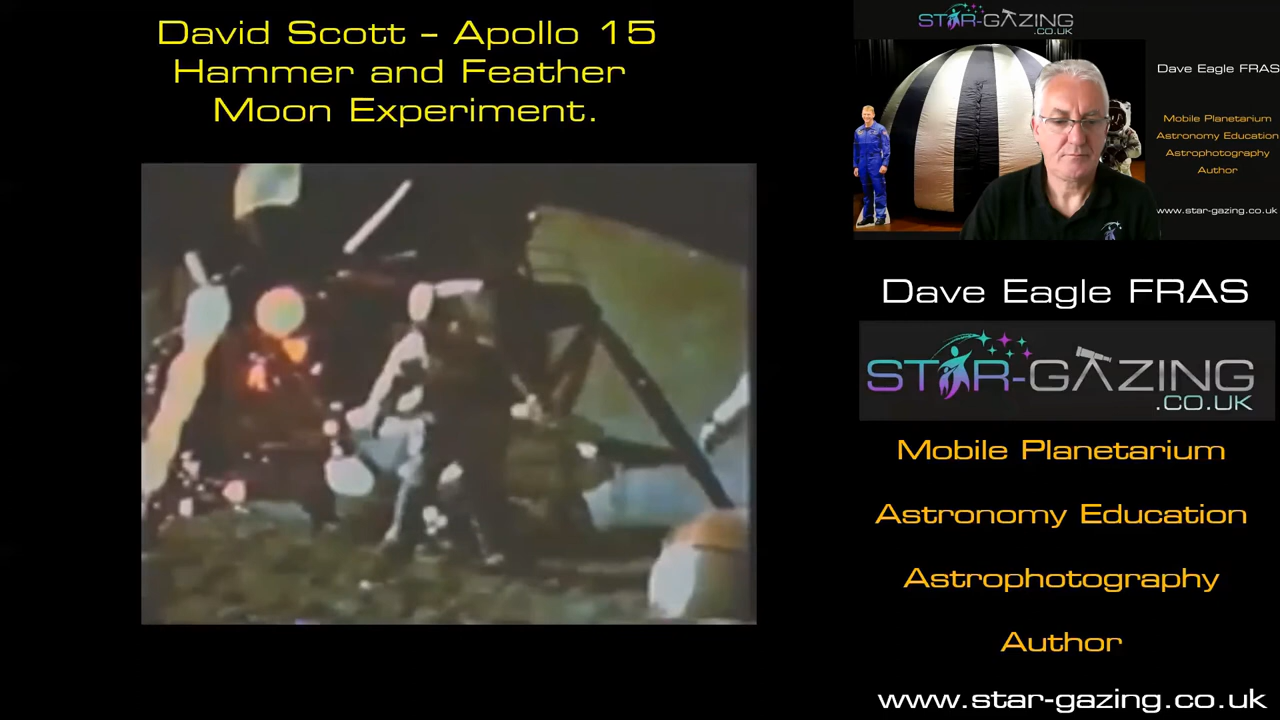 David Scott – Apollo 15
Hammer and Feather
Moon Experiment.
STAR-GAZING
.CO.UK
Dave Eagle FRAS
Mobile Planetarium
Astronomy Education
Astrophotography
Author
www.star-gazing.co.uk
Dave Eagle FRAS
STAR-GAZING
.CO.UK
Mobile Planetarium
Astronomy Education
Astrophotography
Author
www.star-gazing.co.uk